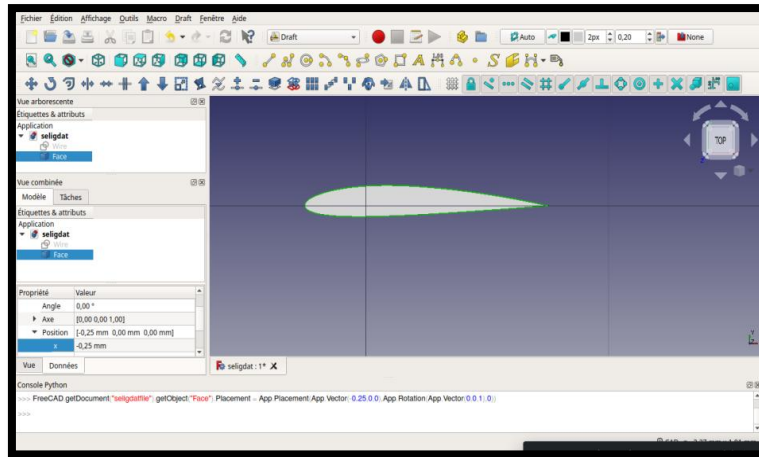 Fichier Édition Affichage Outils Macro Draft Fenêtre Aide
Draft
Auto
2px
0,20
None
Vue arborescente
Étiquettes & attributs
Application
seligdat
Wire
Face
TOP
Vue combinée
Modèle Tâches
Étiquettes & attributs
Application
seligdat
Wire
Face
Propriété Valeur
Angle 0,00 °
Axe [0,00 0,00 1,00]
Position [-0,25 mm 0,00 mm 0,00 mm]
x -0,25 mm
Vue Données
seligdat : 1*
Console Python
>>> FreeCAD.getDocument("seligdatfile").getObject("Face").Placement = App.Placement(App.Vector(-0.25,0,0),App.Rotation(App.Vector(0,0,1),0))
>>>